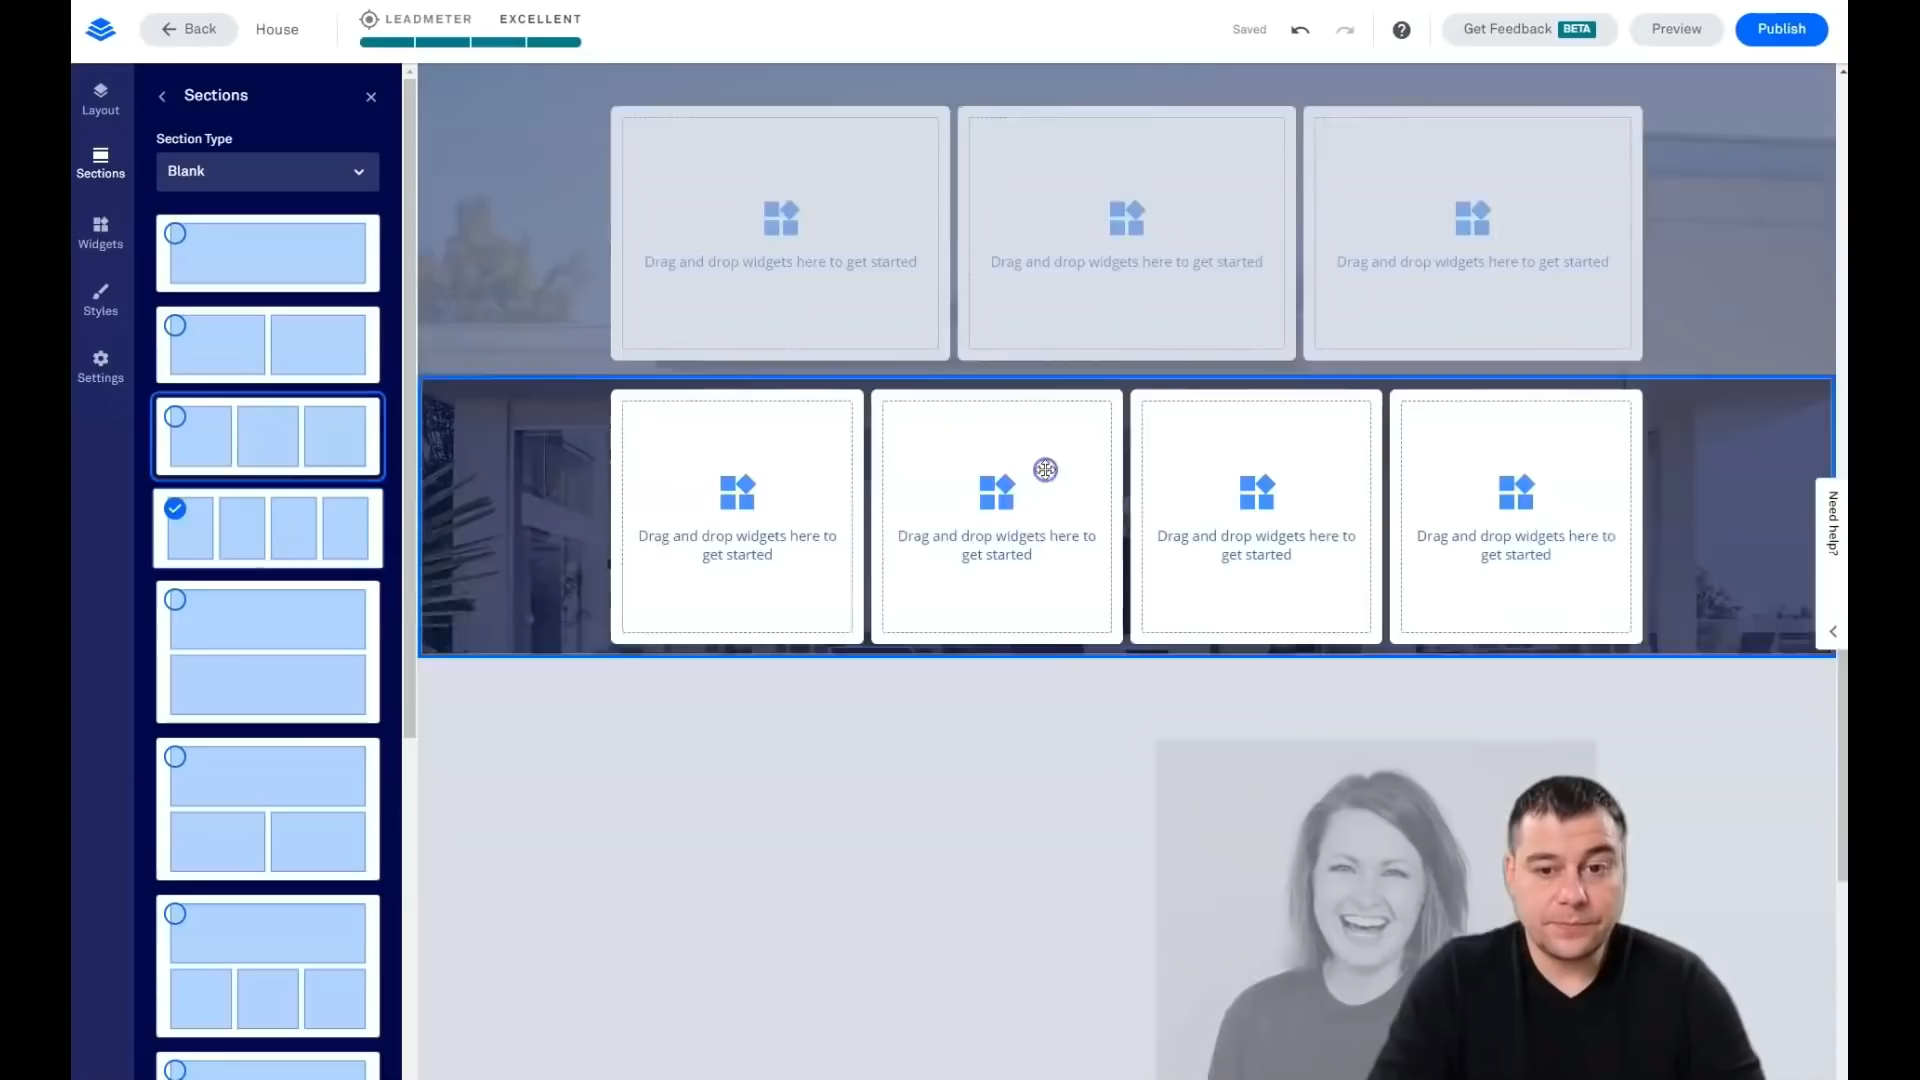 Back
House
LEADMETER EXCELLENT
Saved
Get Feedback BETA
Preview
Publish
Layout
Sections
Widgets
Styles
Settings
Sections
Section Type
Blank
Drag and drop widgets here to get started
Drag and drop widgets here to get started
Drag and drop widgets here to get started
Drag and drop widgets here to
get started
Drag and drop widgets here to
get started
Drag and drop widgets here to
get started
Drag and drop widgets here to
get started
Need help?